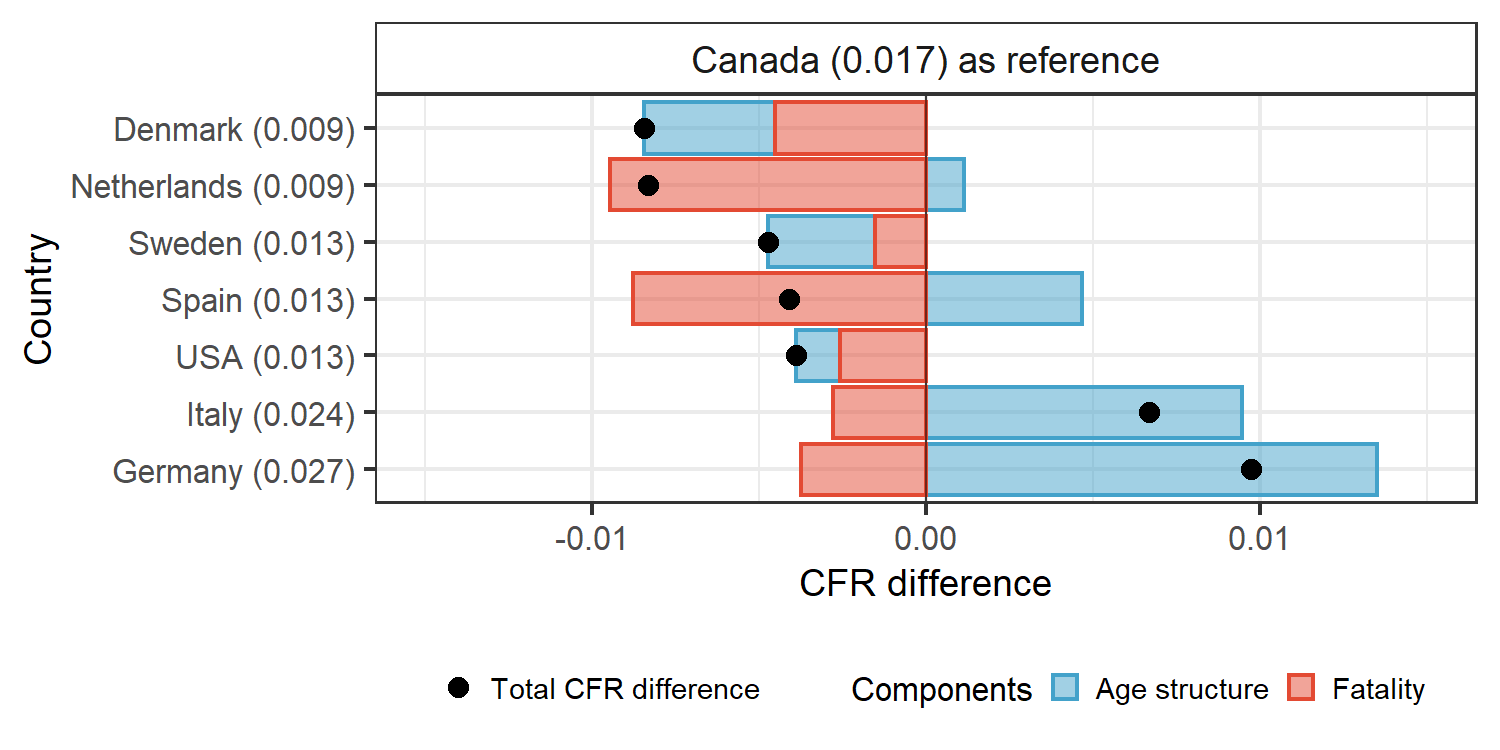 Canada (0.017) as reference
Denmark (0.009)
Netherlands (0.009)
Sweden (0.013)
Spain (0.013)
USA (0.013)
Italy (0.024)
Germany (0.027)
Country
-0.01 0.00 0.01
CFR difference
Total CFR difference Components Age structure Fatality